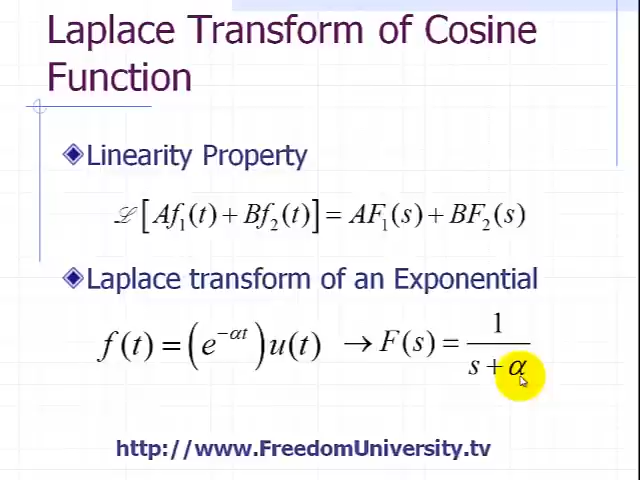 Laplace Transform of Cosine
Function
Linearity Property
ℒ[Af₁(t) + Bf₂(t)] = AF₁(s) + BF₂(s)
Laplace transform of an Exponential
f(t) = (e^{-αt})u(t) → F(s) = 1/(s + α)
http://www.FreedomUniversity.tv